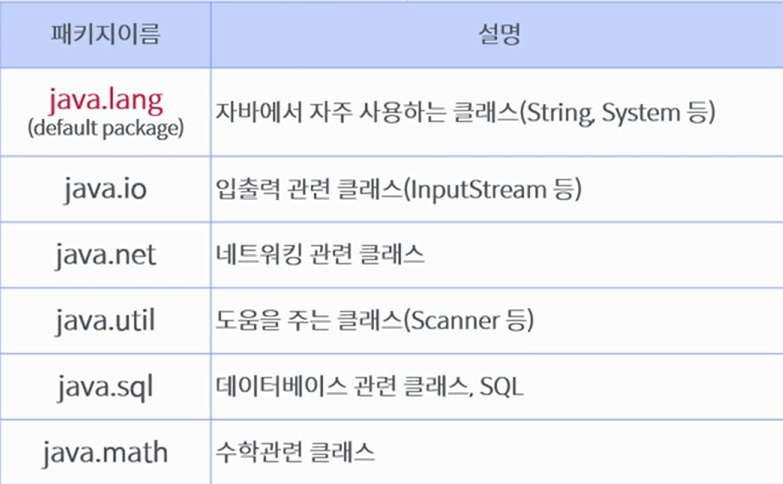 패키지이름 설명
java.lang
(default package)
자바에서 자주 사용하는 클래스(String, System 등)
java.io 입출력 관련 클래스(InputStream 등)
java.net 네트워킹 관련 클래스
java.util 도움을 주는 클래스(Scanner 등)
java.sql 데이터베이스 관련 클래스, SQL
java.math 수학관련 클래스